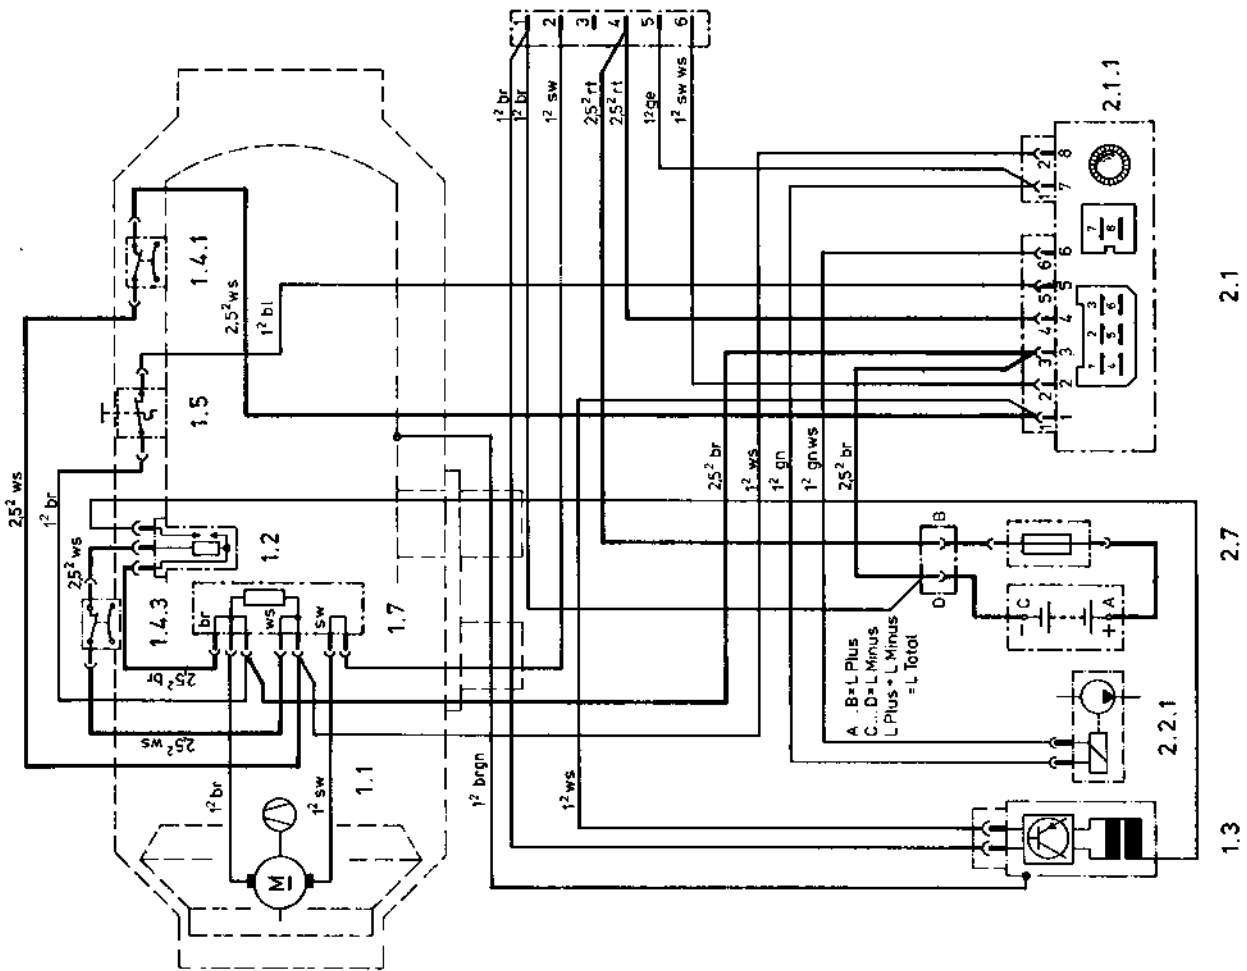 1
2
3
4
5
6
1² br
1² br
1² sw
2,5² rt
2,5² rt
1² ge
1² sw ws
2.1.1
1.4.1
2,5² ws
1² bl
1.5
2,5² ws
1² br
2,5² ws
1.2
1.4.3
br
ws
sw
1.7
2,5² br
2,5² ws
1² br
1² sw
1.1
M
1² brgn
1² ws
2,5² br
1² ws
1² gn
1² gnws
2,5² br
A...B=L Plus
C...D=L Minus
L Plus + L Minus
=L Total
B
D
C
A
−
+
2 8
1 7
6 6
5 5
4 4
3 3
2 2
1 1
7
8
3
2
1
6
5
4
2.1
2.7
2.2.1
1.3